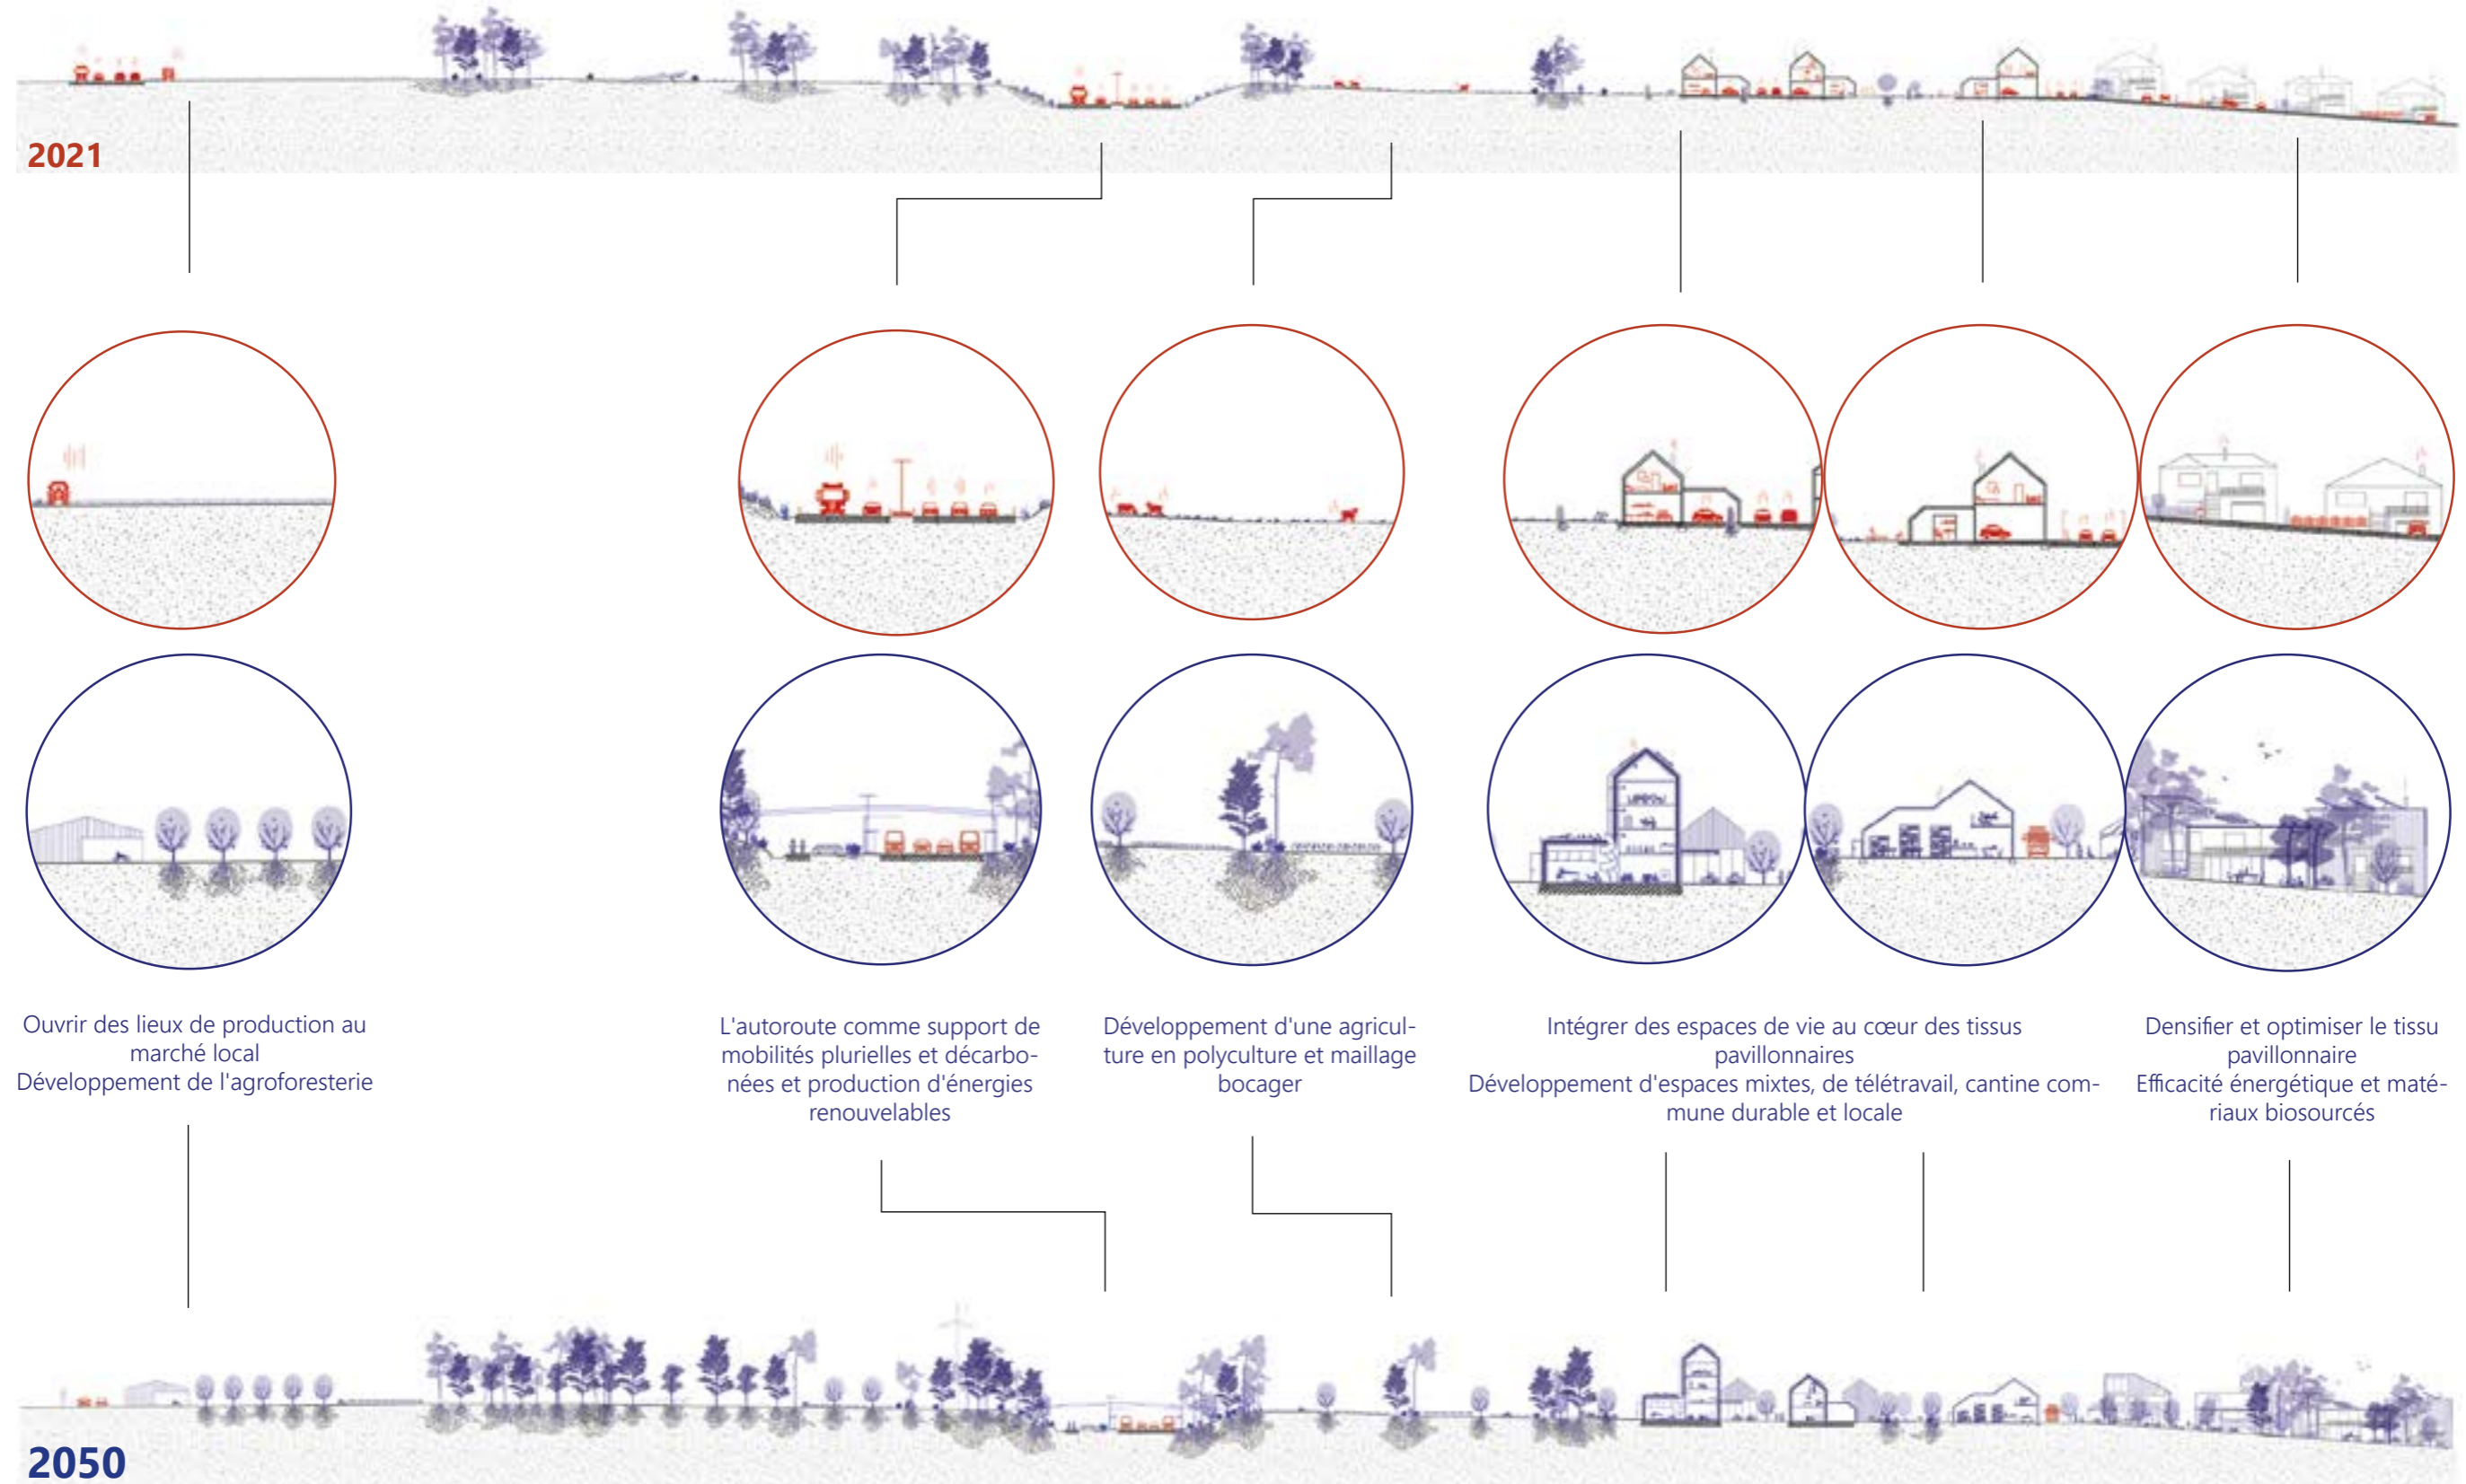 2021
Ouvrir des lieux de production au
marché local
Développement de l'agroforesterie
L'autoroute comme support de
mobilités plurielles et décarbo-
nées et production d'énergies
renouvelables
Développement d'une agricul-
ture en polyculture et maillage
bocager
Intégrer des espaces de vie au cœur des tissus
pavillonnaires
Développement d'espaces mixtes, de télétravail, cantine com-
mune durable et locale
Densifier et optimiser le tissu
pavillonnaire
Efficacité énergétique et maté-
riaux biosourcés
2050